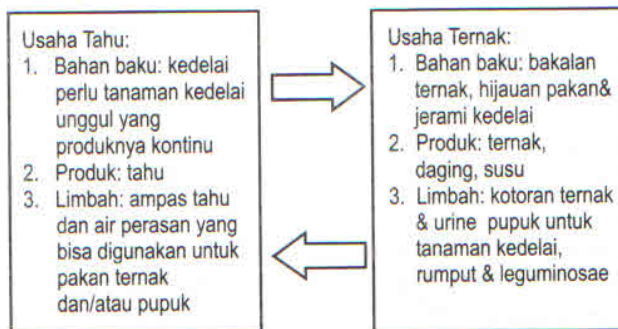 Usaha Tahu:
1. Bahan baku: kedelai
perlu tanaman kedelai
unggul yang
produknya kontinu
2. Produk: tahu
3. Limbah: ampas tahu
dan air perasan yang
bisa digunakan untuk
pakan ternak
dan/atau pupuk
Usaha Ternak:
1. Bahan baku: bakalan
ternak, hijauan pakan&
jerami kedelai
2. Produk: ternak,
daging, susu
3. Limbah: kotoran ternak
& urine pupuk untuk
tanaman kedelai,
rumput & leguminosae